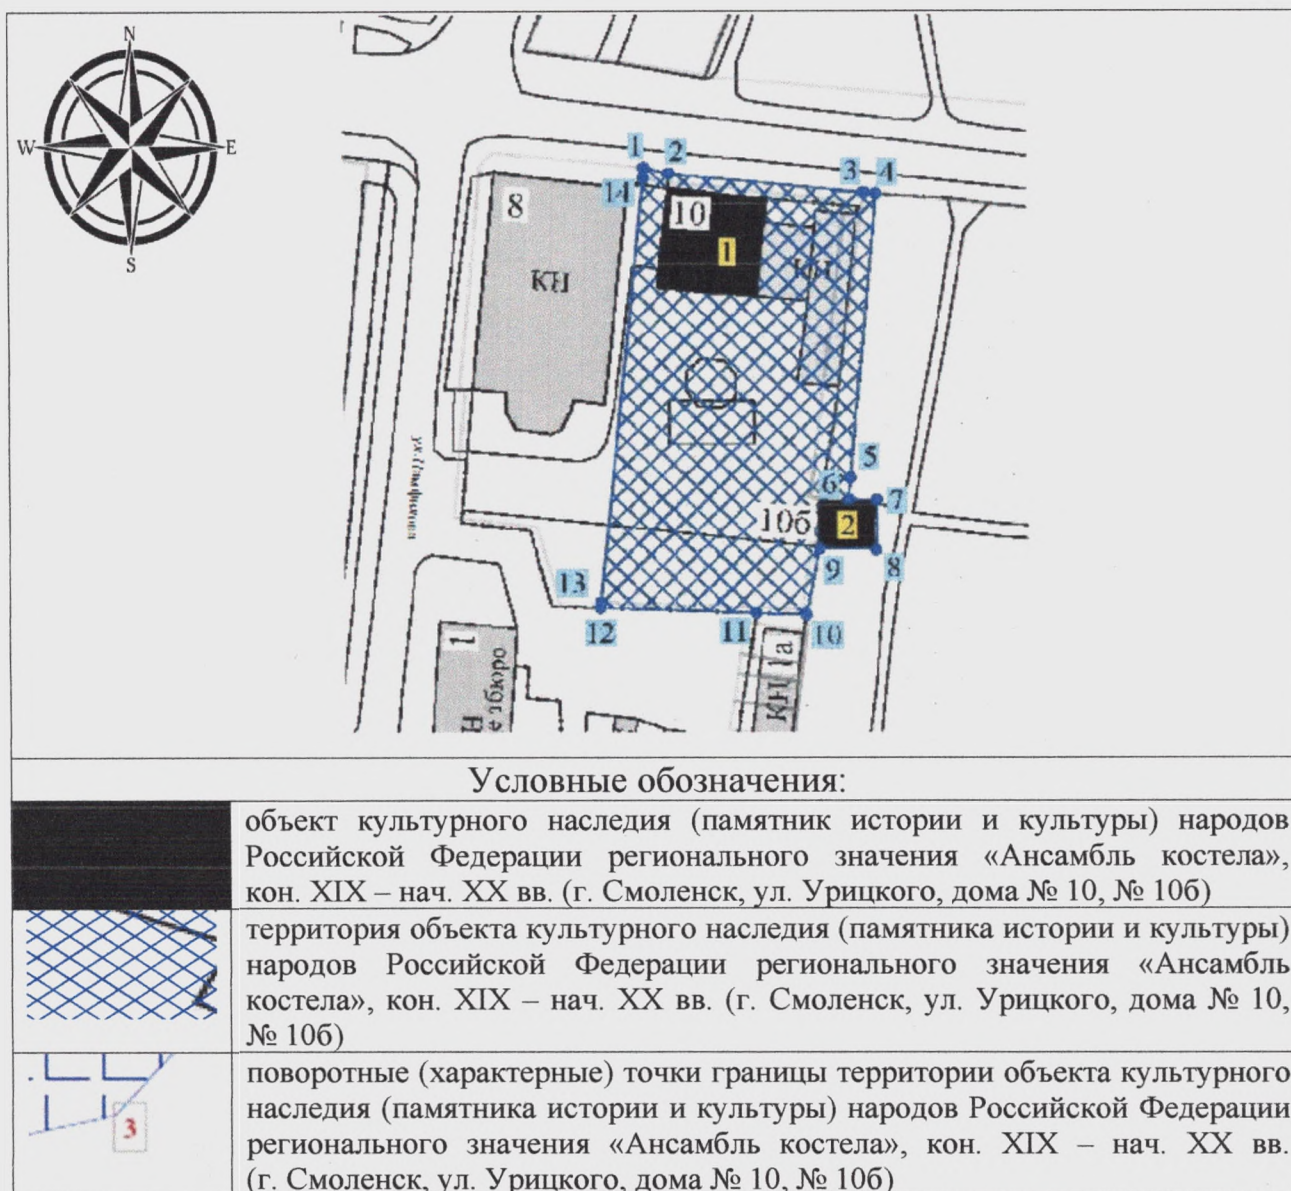 N
W
E
S
1
2
3
4
14
8
10
1
КН
КН
5
6
7
10б
2
9
8
13
12
11
10
1
1а
КН
Условные обозначения:
объект культурного наследия (памятник истории и культуры) народов
Российской Федерации регионального значения «Ансамбль костела»,
кон. XIX – нач. XX вв. (г. Смоленск, ул. Урицкого, дома № 10, № 10б)
территория объекта культурного наследия (памятника истории и культуры)
народов Российской Федерации регионального значения «Ансамбль
костела», кон. XIX – нач. XX вв. (г. Смоленск, ул. Урицкого, дома № 10,
№ 10б)
3
поворотные (характерные) точки границы территории объекта культурного
наследия (памятника истории и культуры) народов Российской Федерации
регионального значения «Ансамбль костела», кон. XIX – нач. XX вв.
(г. Смоленск, ул. Урицкого, дома № 10, № 10б)